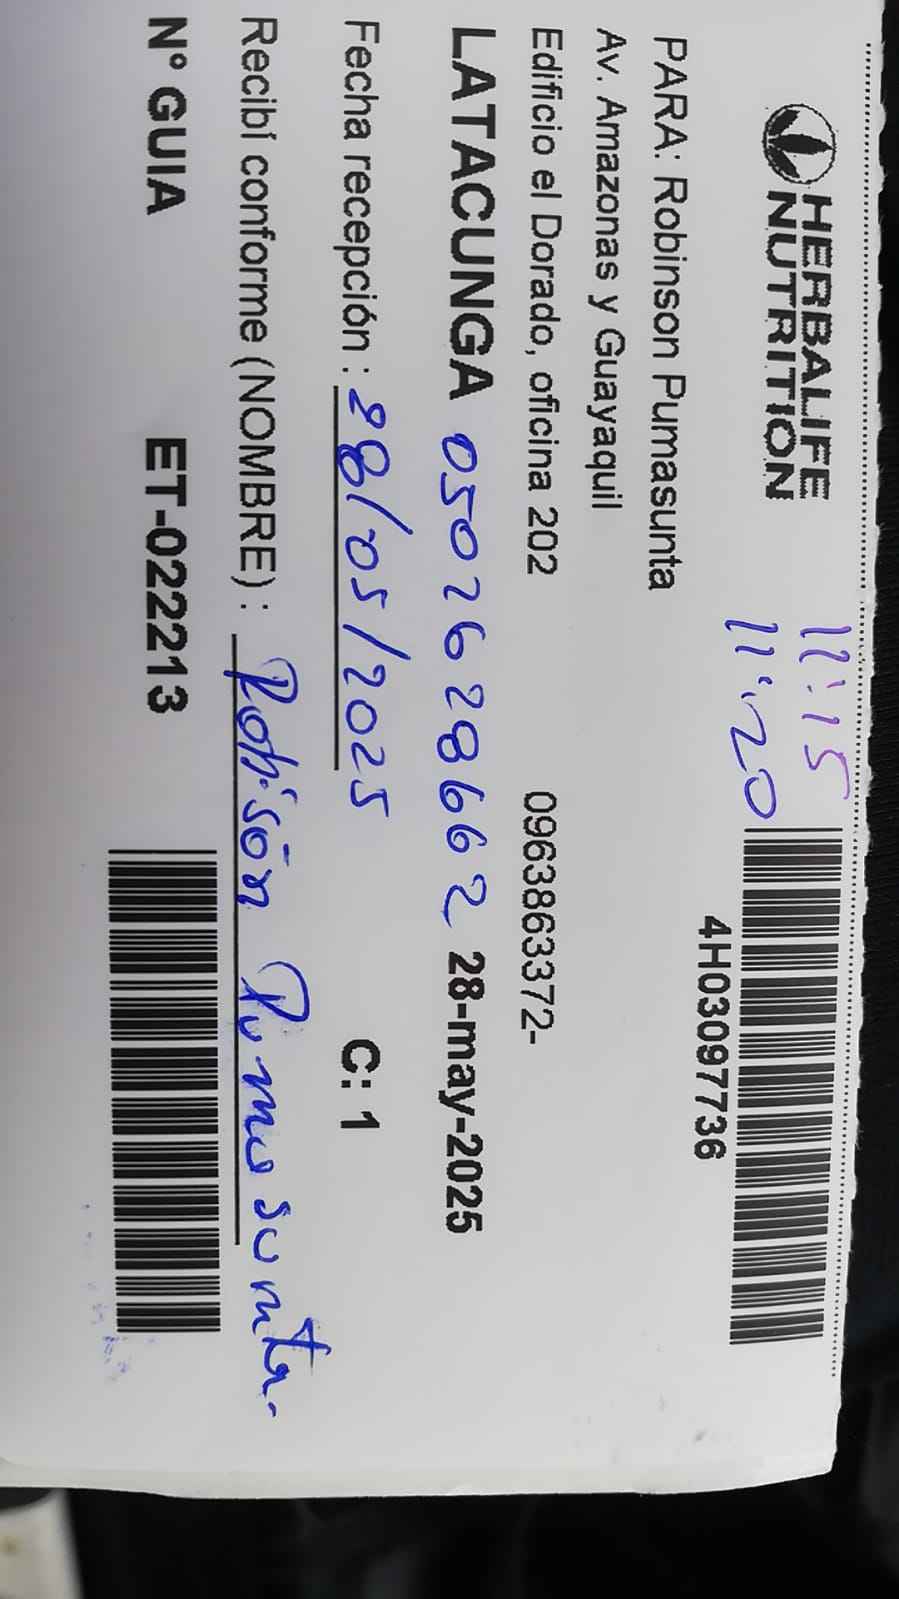 HERBALIFE
NUTRITION
11:15
11:20
4H03097736
PARA: Robinson Pumasunta
Av. Amazonas y Guayaquil
Edificio el Dorado, oficina 202 0963863372-
LATACUNGA 0502628662 28-may-2025
Fecha recepción : 28/05/2025 C: 1
Recibí conforme (NOMBRE) : Robison Pumasunta.
N° GUIA ET-022213